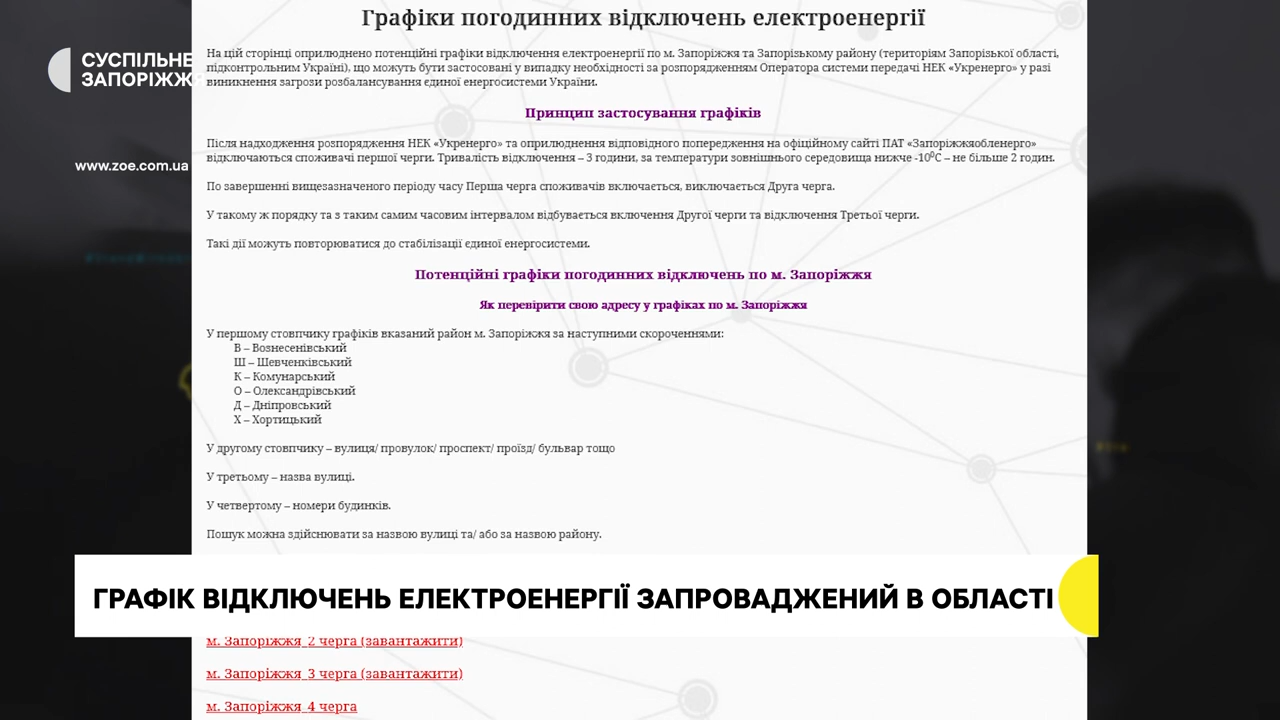 Графіки погодинних відключень електроенергії
СУСПІЛЬНЕ
ЗАПОРІЖЖЯ
www.zoe.com.ua
На цій сторінці оприлюднено потенційні графіки відключення електроенергії по м. Запоріжжя та Запорізькому району (територіям Запорізької області,
підконтрольним Україні), що можуть бути застосовані у випадку необхідності за розпорядженням Оператора системи передачі НЕК «Укренерго» у разі
виникнення загрози розбалансування єдиної енергосистеми України.
Принцип застосування графіків
Після надходження розпорядження НЕК «Укренерго» та оприлюднення відповідного попередження на офіційному сайті ПАТ «Запоріжжяобленерго»
відключаються споживачі першої черги. Тривалість відключення – 3 години, за температури зовнішнього середовища нижче -10⁰С – не більше 2 годин.
По завершенні вищезазначеного періоду часу Перша черга споживачів включається, виключається Друга черга.
У такому ж порядку та з таким самим часовим інтервалом відбувається включення Другої черги та відключення Третьої черги.
Такі дії можуть повторюватися до стабілізації єдиної енергосистеми.
Потенційні графіки погодинних відключень по м. Запоріжжя
Як перевірити свою адресу у графіках по м. Запоріжжя
У першому стовпчику графіків вказаний район м. Запоріжжя за наступними скороченнями:
В – Вознесенівський
Ш – Шевченківський
К – Комунарський
О – Олександрівський
Д – Дніпровський
Х – Хортицький
У другому стовпчику – вулиця/ провулок/ проспект/ проїзд/ бульвар тощо
У третьому – назва вулиці.
У четвертому – номери будинків.
Пошук можна здійснювати за назвою вулиці та/ або за назвою району.
ГРАФІК ВІДКЛЮЧЕНЬ ЕЛЕКТРОЕНЕРГІЇ ЗАПРОВАДЖЕНИЙ В ОБЛАСТІ
м. Запоріжжя_2 черга (завантажити)
м. Запоріжжя_3 черга (завантажити)
м. Запоріжжя_4 черга